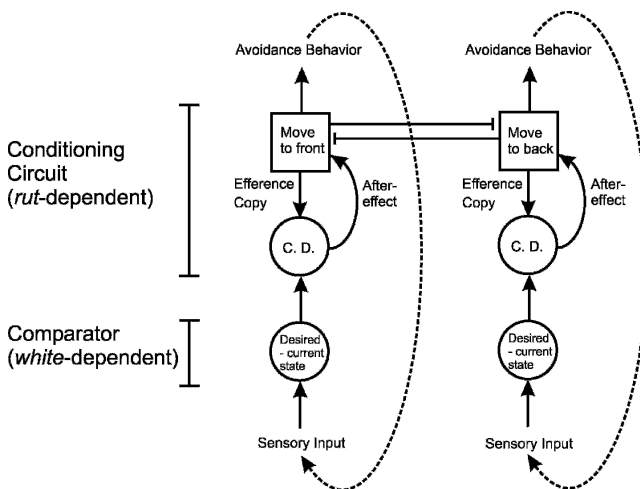 Avoidance Behavior
Avoidance Behavior
Conditioning
Circuit
(rut-dependent)
Move
to front
Move
to back
Efference
Copy
After-
effect
Efference
Copy
After-
effect
C. D.
C. D.
Comparator
(white-dependent)
Desired
- current
state
Desired
- current
state
Sensory Input
Sensory Input